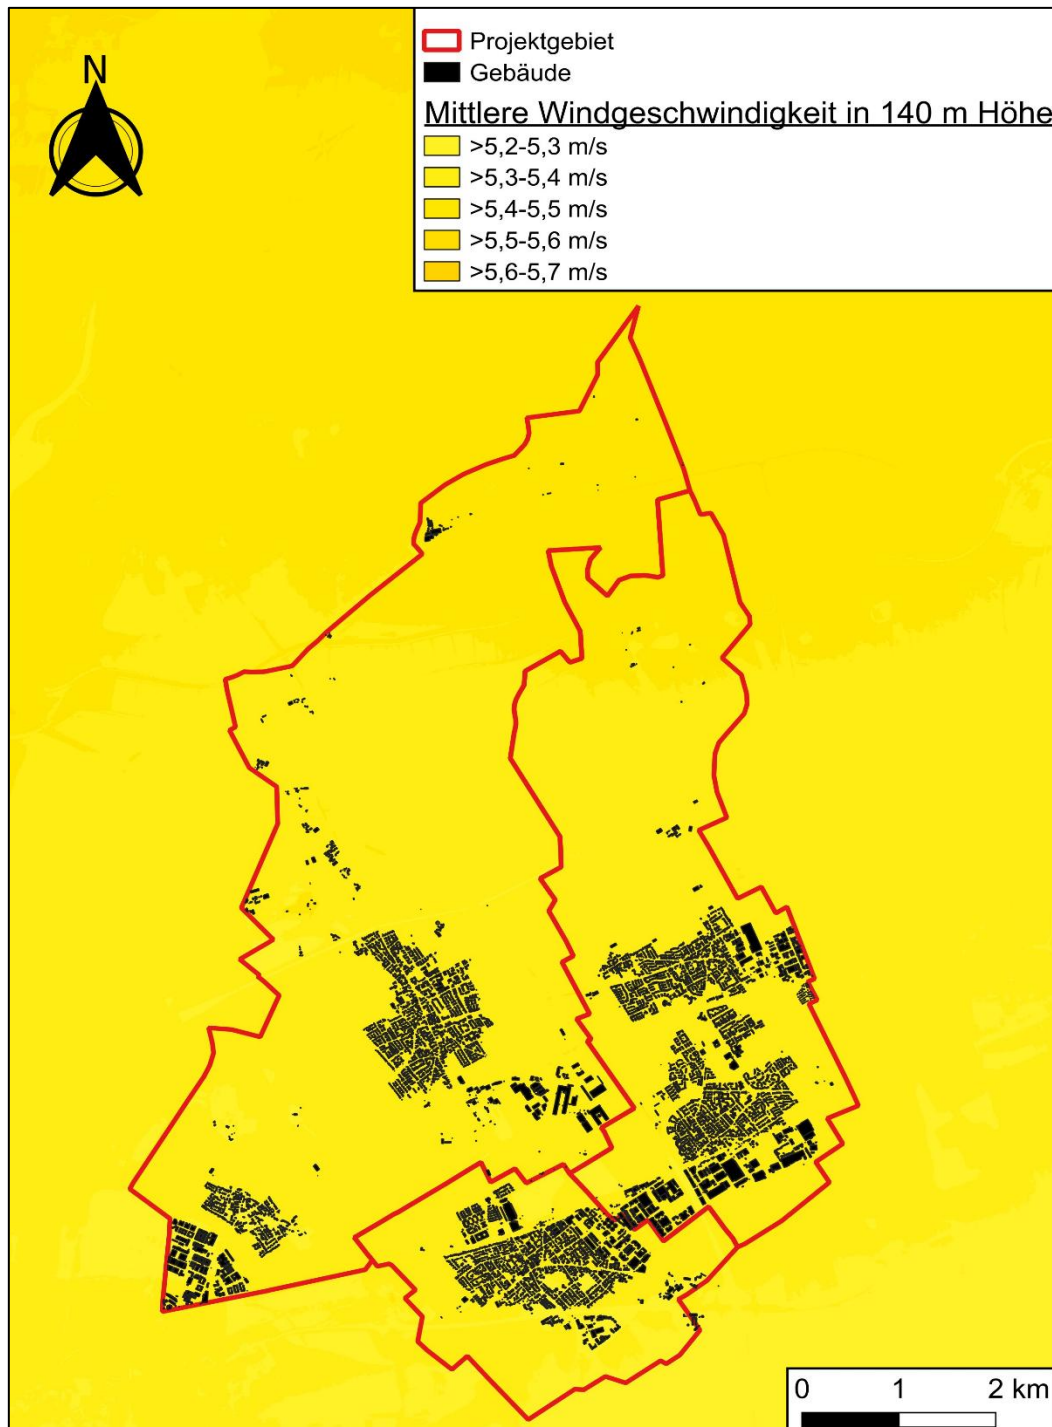 N
Projektgebiet
Gebäude
Mittlere Windgeschwindigkeit in 140 m Höhe
>5,2-5,3 m/s
>5,3-5,4 m/s
>5,4-5,5 m/s
>5,5-5,6 m/s
>5,6-5,7 m/s
0 1 2 km